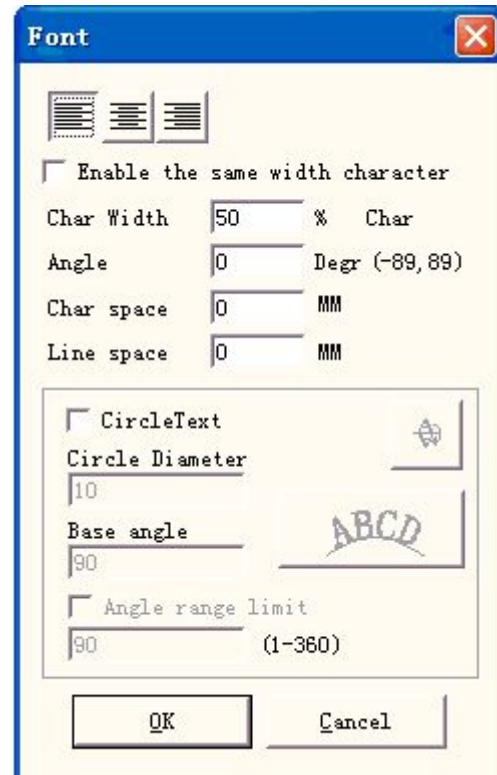 Font
Enable the same width character
Char Width 50 % Char
Angle 0 Degr (-89,89)
Char space 0 MM
Line space 0 MM
CircleText
Circle Diameter
10
Base angle
90
ABCD
Angle range limit
90 (1-360)
OK Cancel